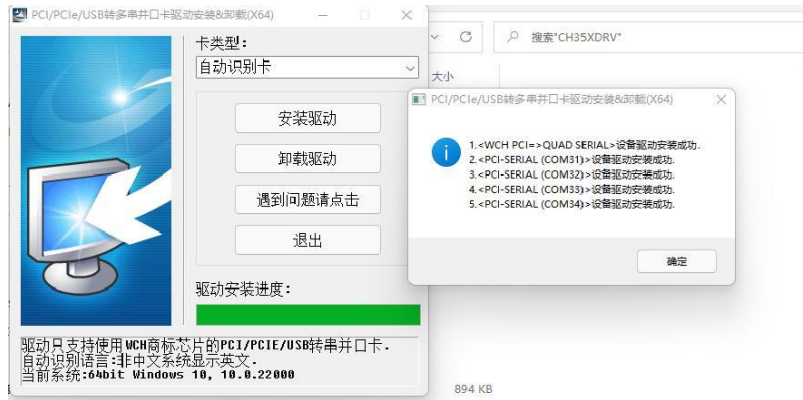 PCI/PCIe/USB转多串并口卡驱动安装&卸载(X64)
卡类型:
自动识别卡
安装驱动
卸载驱动
遇到问题请点击
退出
驱动安装进度:
驱动只支持使用WCH商标芯片的PCI/PCIE/USB转串并口卡.
自动识别语言:非中文系统显示英文.
当前系统:64bit Windows 10, 10.0.22000
搜索"CH35XDRV"
大小
PCI/PCIe/USB转多串并口卡驱动安装&卸载(X64)
1.<WCH PCI=>QUAD SERIAL>设备驱动安装成功.
2.<PCI-SERIAL (COM31)>设备驱动安装成功.
3.<PCI-SERIAL (COM32)>设备驱动安装成功.
4.<PCI-SERIAL (COM33)>设备驱动安装成功.
5.<PCI-SERIAL (COM34)>设备驱动安装成功.
确定
894 KB